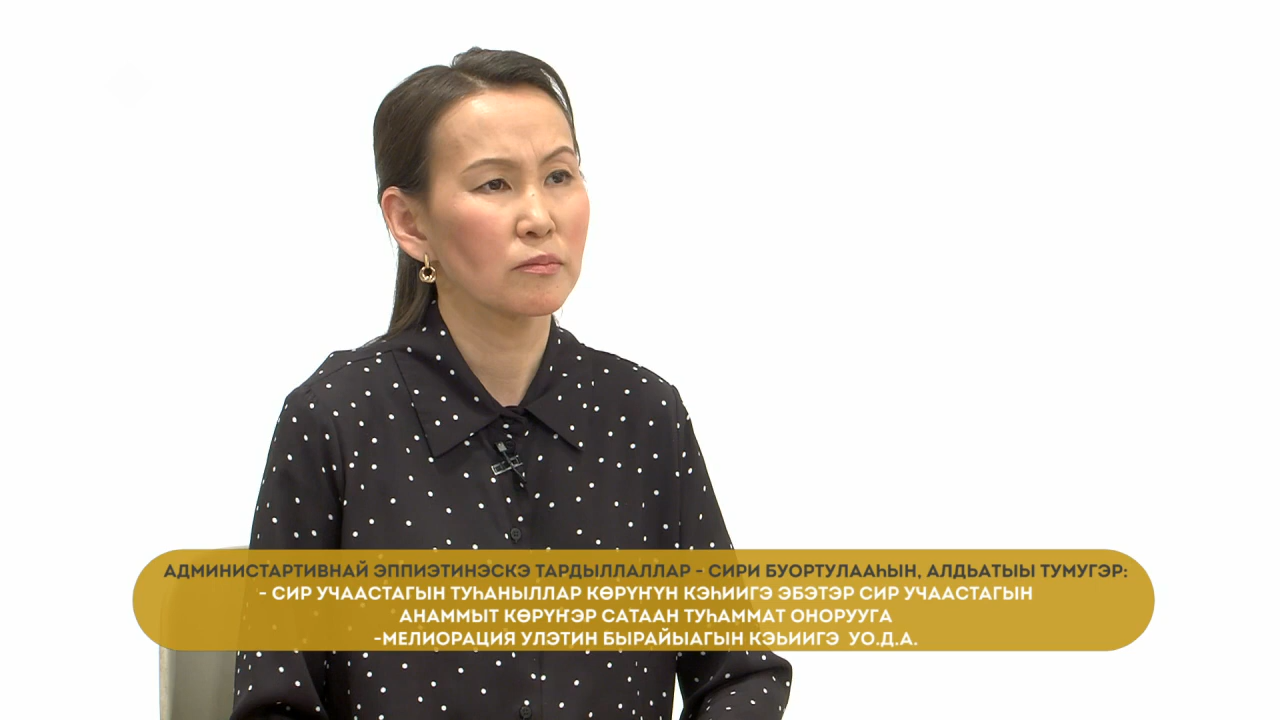 АДМИНИСТАРТИВНАЙ ЭППИЭТИНЭСКЭ ТАРДЫЛЛАЛЛАР - СИРИ БУОРТУЛААҺЫН, АЛДЬАТЫЫ ТУМУГЭР:
- СИР УЧААСТАГЫН ТУҺАНЫЛЛАР КӨРҮҤҮН КЭҺИИГЭ ЭБЭТЭР СИР УЧААСТАГЫН
АНАММЫТ КӨРҮҤЭР САТААН ТУҺАММАТ ОНОРУУГА
-МЕЛИОРАЦИЯ УЛЭТИН БЫРАЙЫАГЫН КЭЬИИГЭ УО.Д.А.